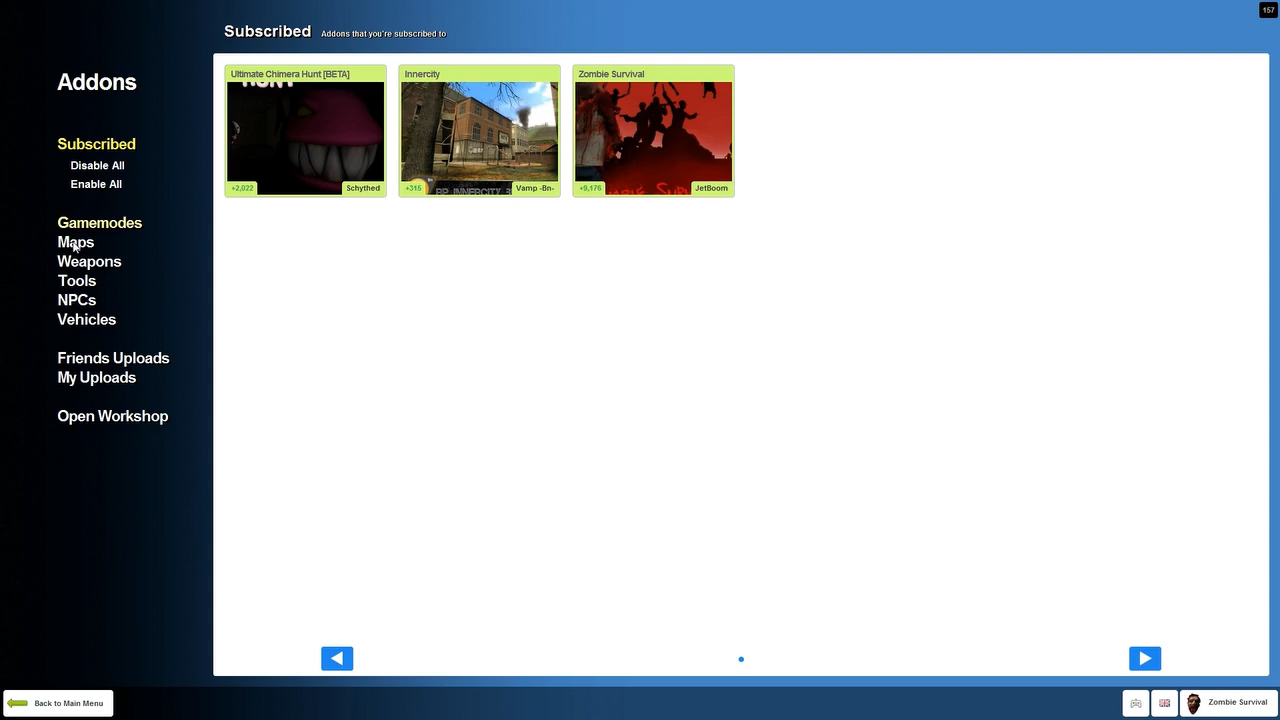 157
Subscribed Addons that you're subscribed to
Addons
Subscribed
Disable All
Enable All
Gamemodes
Maps
Weapons
Tools
NPCs
Vehicles
Friends Uploads
My Uploads
Open Workshop
Ultimate Chimera Hunt [BETA]
HUNT
+2,022 Schythed
Innercity
+315 Vamp -Bn-
Zombie Survival
+9,176 JetBoom
Back to Main Menu
Zombie Survival